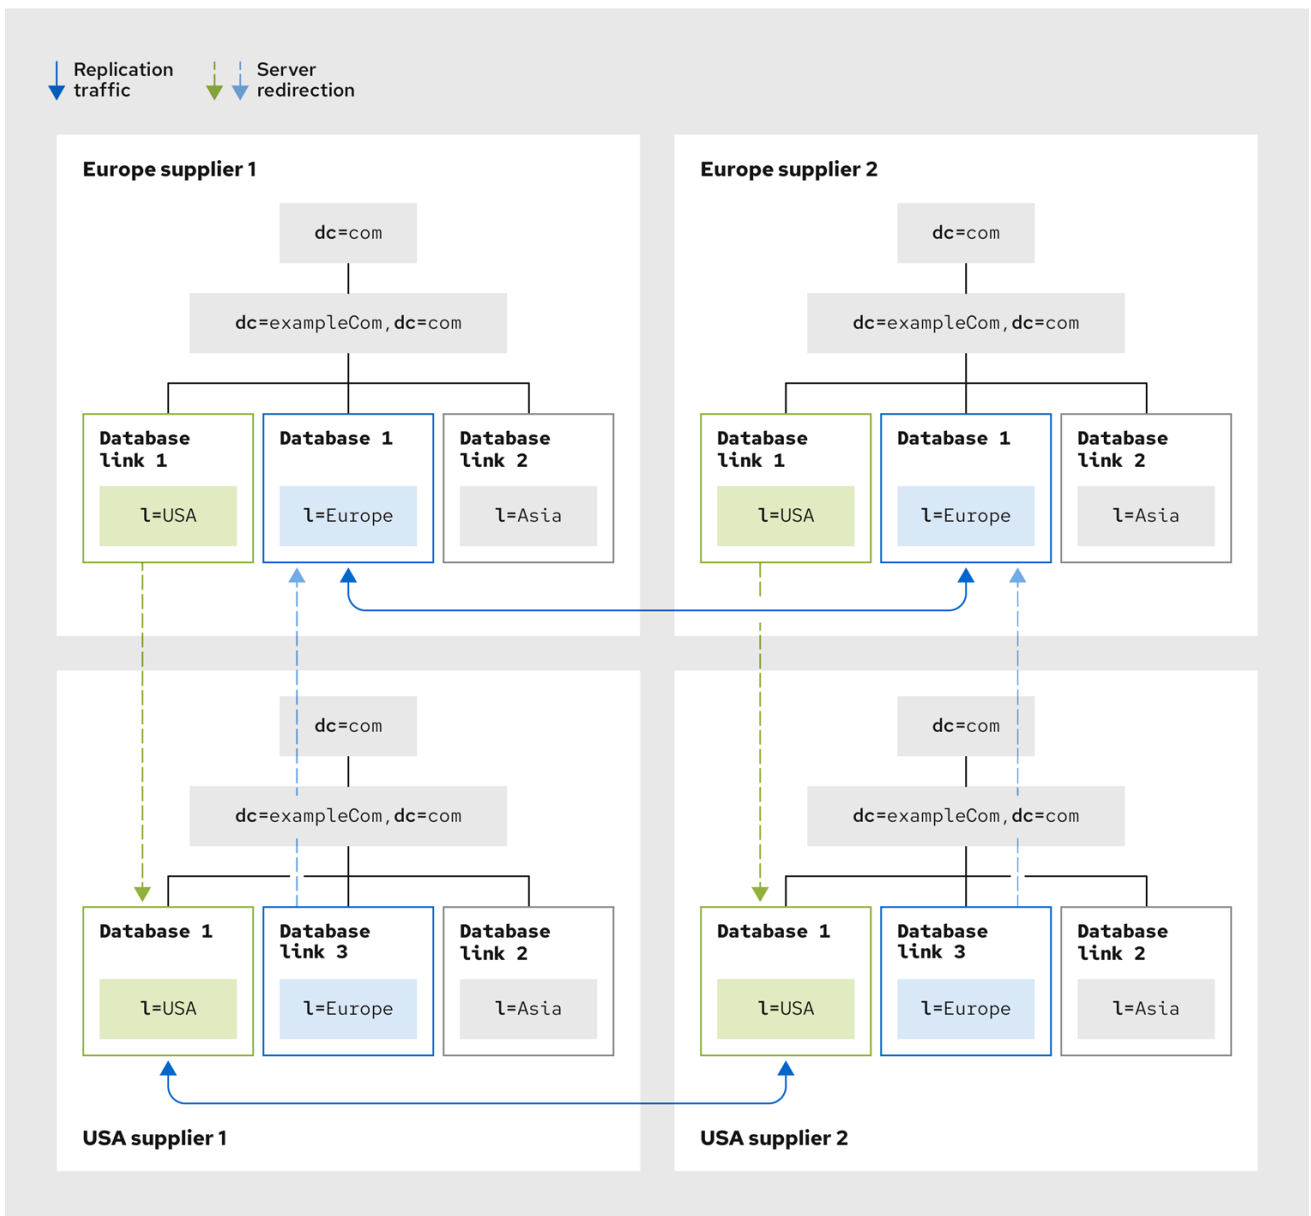 Replication
traffic
Server
redirection
Europe supplier 1
dc=com
dc=exampleCom,dc=com
Database
link 1
l=USA
Database 1
l=Europe
Database
link 2
l=Asia
Europe supplier 2
dc=com
dc=exampleCom,dc=com
Database
link 1
l=USA
Database 1
l=Europe
Database
link 2
l=Asia
dc=com
dc=exampleCom,dc=com
Database 1
l=USA
Database
link 3
l=Europe
Database
link 2
l=Asia
USA supplier 1
dc=com
dc=exampleCom,dc=com
Database 1
l=USA
Database
link 3
l=Europe
Database
link 2
l=Asia
USA supplier 2